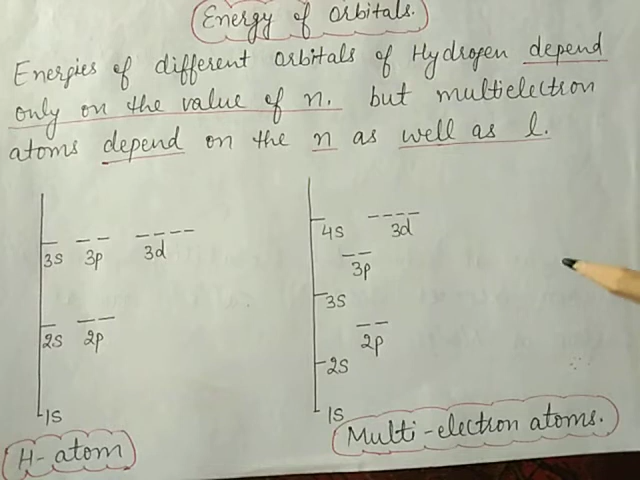 Energy of orbitals.
Energies of different orbitals of Hydrogen depend
only on the value of n. but multielectron
atoms depend on the n as well as l.
3s 3p 3d
2s 2p
1s
H-atom
4s 3d
3p
3s
2p
2s
1s
Multi-electron atoms.